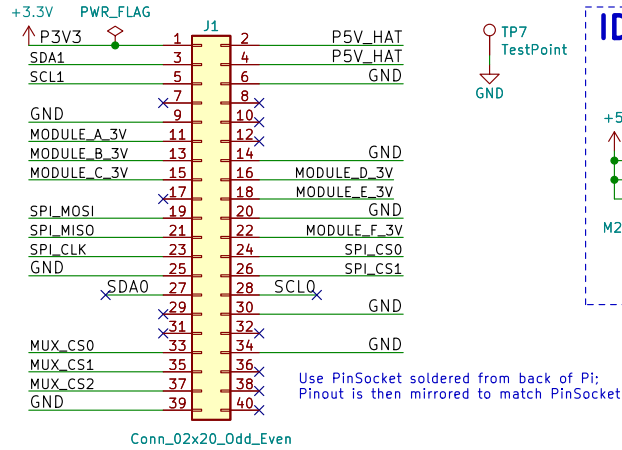 +3.3V
PWR_FLAG
P3V3
J1
1 2 P5V_HAT
SDA1 3 4 P5V_HAT
SCL1 5 6 GND
7 8
GND 9 10
MODULE_A_3V 11 12
MODULE_B_3V 13 14 GND
MODULE_C_3V 15 16 MODULE_D_3V
17 18 MODULE_E_3V
SPI_MOSI 19 20 GND
SPI_MISO 21 22 MODULE_F_3V
SPI_CLK 23 24 SPI_CS0
GND 25 26 SPI_CS1
SDA0 27 28 SCL0
29 30 GND
31 32
MUX_CS0 33 34 GND
MUX_CS1 35 36
MUX_CS2 37 38
GND 39 40
Conn_02x20_Odd_Even
TP7
TestPoint
GND
Use PinSocket soldered from back of Pi;
Pinout is then mirrored to match PinSocket
ID
+5
M2